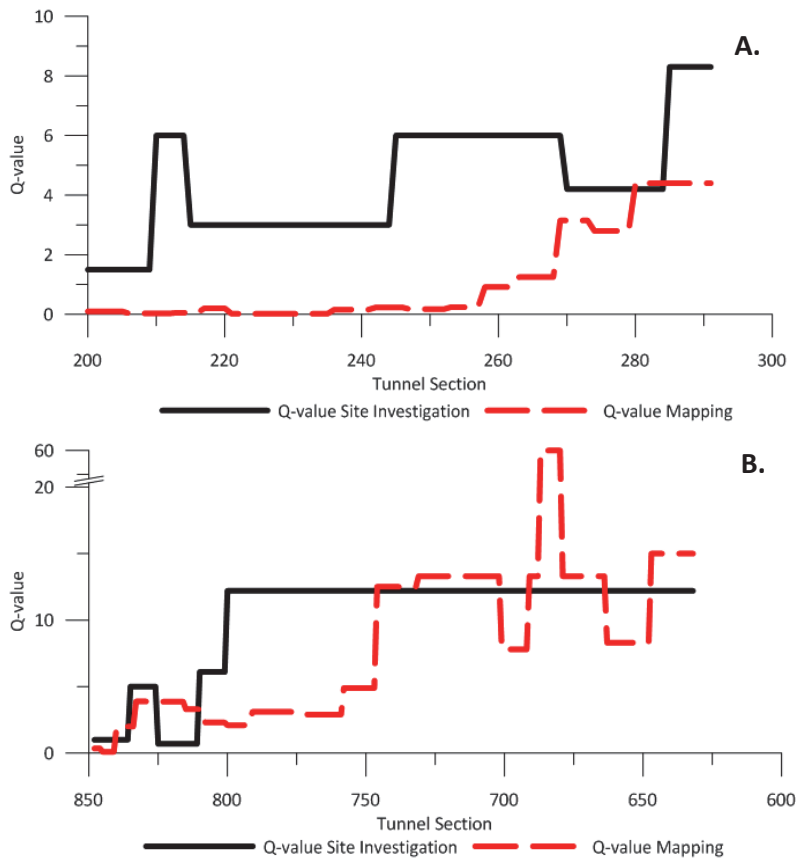 A.
10
8
6
4
2
0
Q-value
200 220 240 260 280 300
Tunnel Section
Q-value Site Investigation Q-value Mapping
B.
60
20
10
0
Q-value
850 800 750 700 650 600
Tunnel Section
Q-value Site Investigation Q-value Mapping